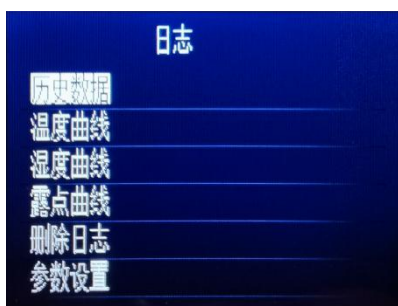 日志
历史数据
温度曲线
湿度曲线
露点曲线
删除日志
参数设置